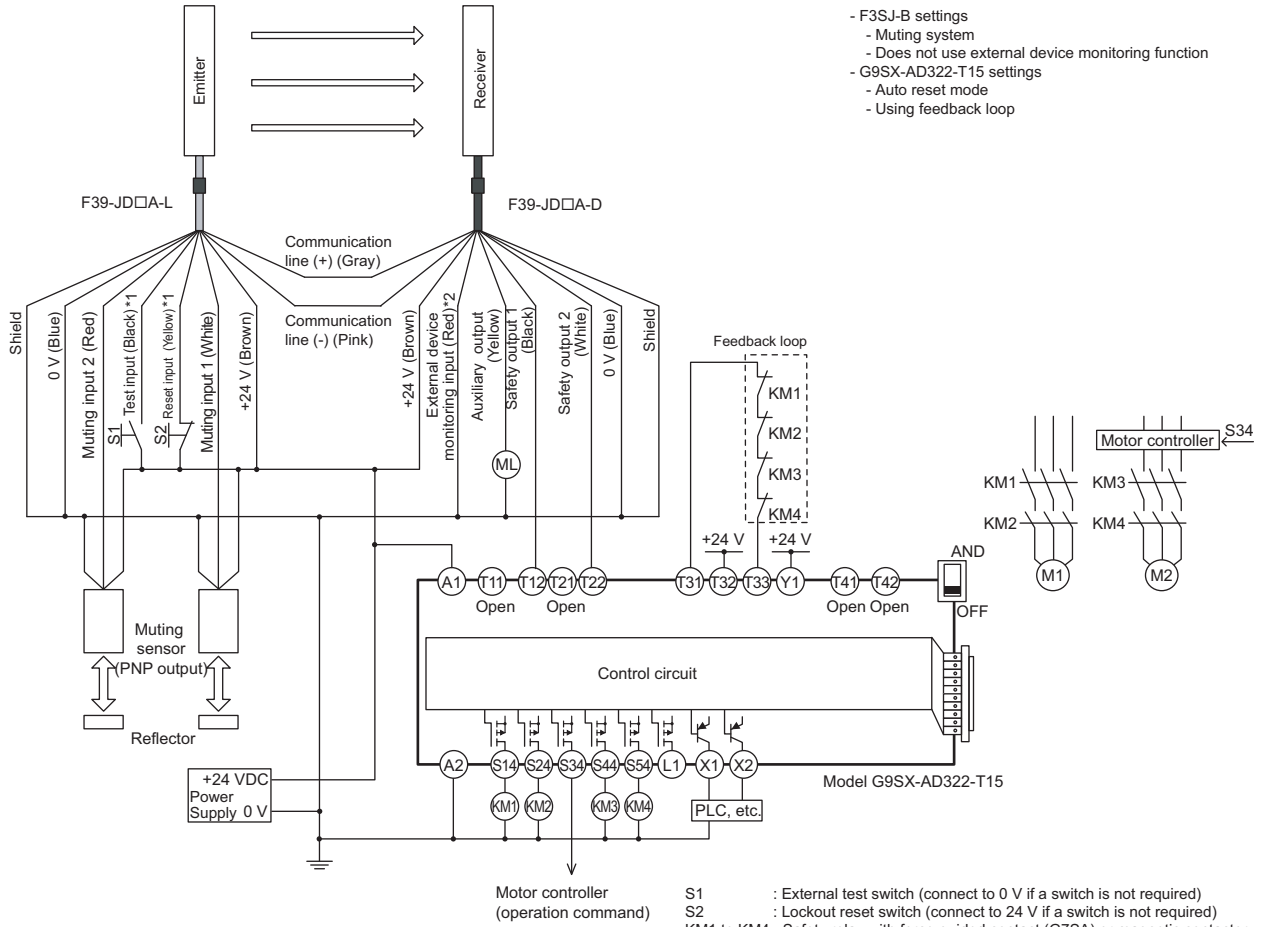 - F3SJ-B settings
- Muting system
- Does not use external device monitoring function
- G9SX-AD322-T15 settings
- Auto reset mode
- Using feedback loop
Emitter
Receiver
F39-JD□A-L
F39-JD□A-D
Communication
line (+) (Gray)
Communication
line (-) (Pink)
Shield
0 V (Blue)
Muting input 2 (Red)
Test input (Black)*1
S1
Reset input (Yellow)*1
S2
Muting input 1 (White)
+24 V (Brown)
+24 V (Brown)
External device
monitoring input (Red)*2
Auxiliary output
(Yellow)
Safety output 1
(Black)
Safety output 2
(White)
0 V (Blue)
Shield
ML
Feedback loop
KM1
KM2
KM3
KM4
+24 V
+24 V
Motor controller
S34
KM1
KM3
KM2
KM4
M1
M2
A1
T11
T12
T21
T22
T31
T32
T33
Y1
T41
T42
AND
OFF
Open
Open
Open
Open
Muting
sensor
(PNP output)
Reflector
Control circuit
A2
S14
S24
S34
S44
S54
L1
X1
X2
Model G9SX-AD322-T15
KM1
KM2
KM3
KM4
PLC, etc.
+24 VDC
Power
Supply 0 V
Motor controller
(operation command)
S1 : External test switch (connect to 0 V if a switch is not required)
S2 : Lockout reset switch (connect to 24 V if a switch is not required)